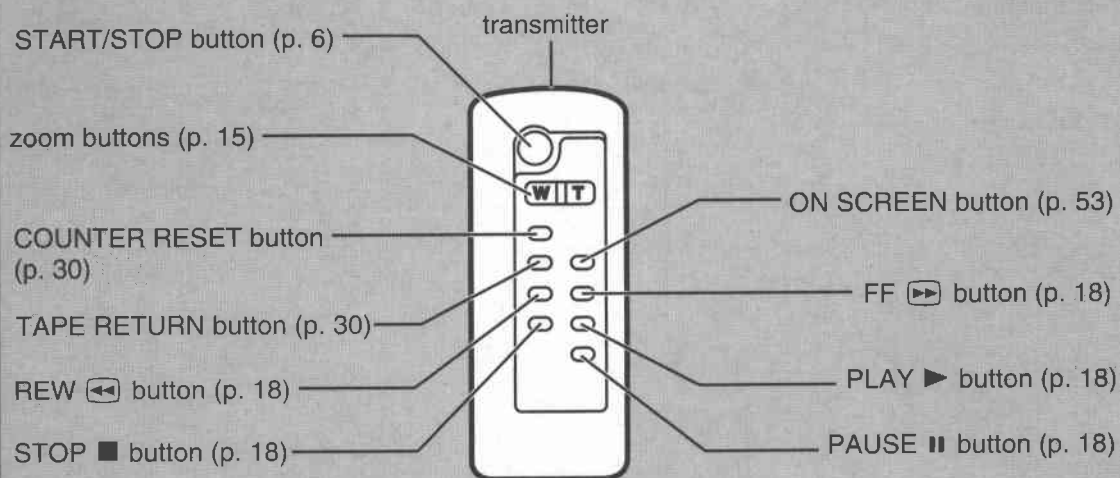 transmitter
START/STOP button (p. 6)
zoom buttons (p. 15)
W T
COUNTER RESET button
(p. 30)
TAPE RETURN button (p. 30)
REW ◀◀ button (p. 18)
STOP ■ button (p. 18)
ON SCREEN button (p. 53)
FF ▶▶ button (p. 18)
PLAY ▶ button (p. 18)
PAUSE ⏸ button (p. 18)